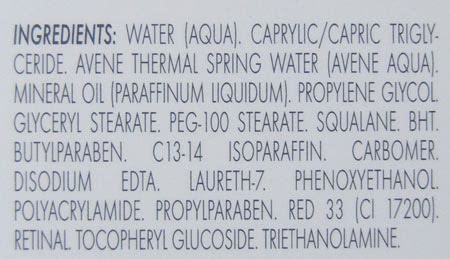 INGREDIENTS: WATER (AQUA). CAPRYLIC/CAPRIC TRIGLY-
CERIDE. AVENE THERMAL SPRING WATER (AVENE AQUA).
MINERAL OIL (PARAFFINUM LIQUIDUM). PROPYLENE GLYCOL.
GLYCERYL STEARATE. PEG-100 STEARATE. SQUALANE. BHT.
BUTYLPARABEN. C13-14 ISOPARAFFIN. CARBOMER.
DISODIUM EDTA. LAURETH-7. PHENOXYETHANOL.
POLYACRYLAMIDE. PROPYLPARABEN. RED 33 (CI 17200).
RETINAL. TOCOPHERYL GLUCOSIDE. TRIETHANOLAMINE.